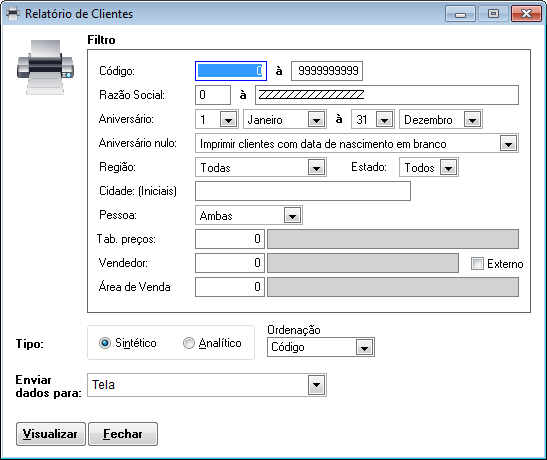 Relatório de Clientes
Filtro
Código: 0 à 9999999999
Razão Social: 0 à ZZZZZZZZZZZZZZZ
Aniversário: 1 Janeiro à 31 Dezembro
Aniversário nulo: Imprimir clientes com data de nascimento em branco
Região: Todas Estado: Todos
Cidade: (Iniciais)
Pessoa: Ambas
Tab. preços: 0
Vendedor: 0 Externo
Área de Venda 0
Ordenação
Tipo: Sintético Analítico Código
Enviar
dados para: Tela
Visualizar Fechar